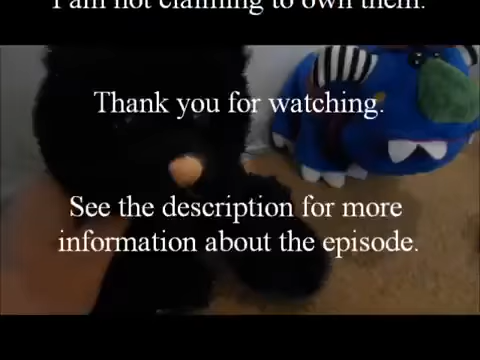 I am not claiming to own them.
Thank you for watching.
See the description for more
information about the episode.